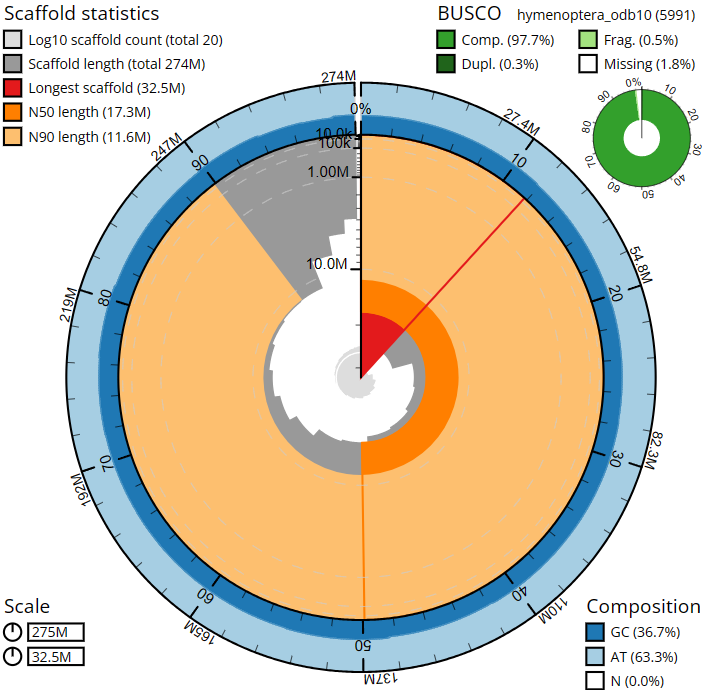 Scaffold statistics
Log10 scaffold count (total 20)
Scaffold length (total 274M)
Longest scaffold (32.5M)
N50 length (17.3M)
N90 length (11.6M)
BUSCO hymenoptera_odb10 (5991)
Comp. (97.7%)
Frag. (0.5%)
Dupl. (0.3%)
Missing (1.8%)
0%
10
20
30
40
50
60
70
80
90
274M
27.4M
54.8M
82.3M
110M
137M
165M
192M
219M
247M
0%
10
20
30
40
50
60
70
80
90
10.0k
100k
1.00M
10.0M
Scale
275M
32.5M
Composition
GC (36.7%)
AT (63.3%)
N (0.0%)